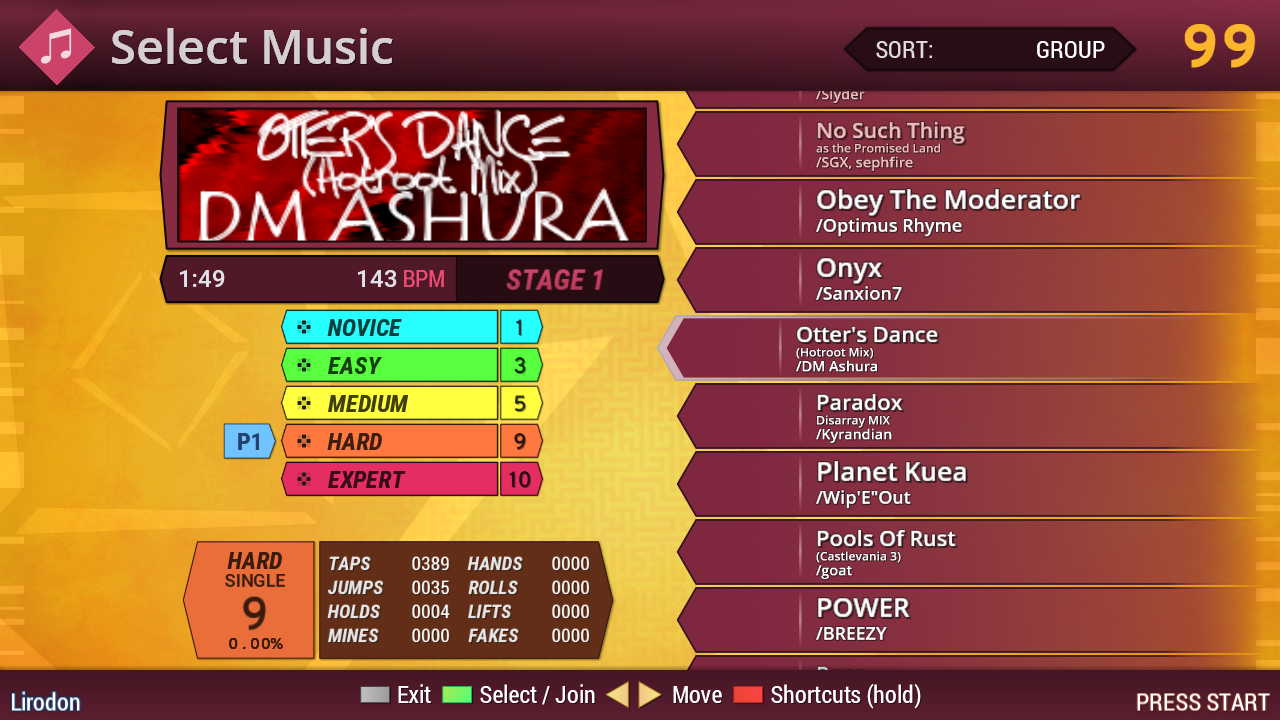 Select Music
SORT: GROUP
99
OTTERS DANCE
(Hotroot Mix)
DM ASHURA
1:49 143 BPM STAGE 1
NOVICE 1
EASY 3
MEDIUM 5
P1 HARD 9
EXPERT 10
HARD
SINGLE
9
0.00%
TAPS 0389 HANDS 0000
JUMPS 0035 ROLLS 0000
HOLDS 0004 LIFTS 0000
MINES 0000 FAKES 0000
/Slyder
No Such Thing
as the Promised Land
/SGX, sephfire
Obey The Moderator
/Optimus Rhyme
Onyx
/Sanxion7
Otter's Dance
(Hotroot Mix)
/DM Ashura
Paradox
Disarray MIX
/Kyrandian
Planet Kuea
/Wip'E"Out
Pools Of Rust
(Castlevania 3)
/goat
POWER
/BREEZY
Lirodon
Exit Select / Join Move Shortcuts (hold)
PRESS START